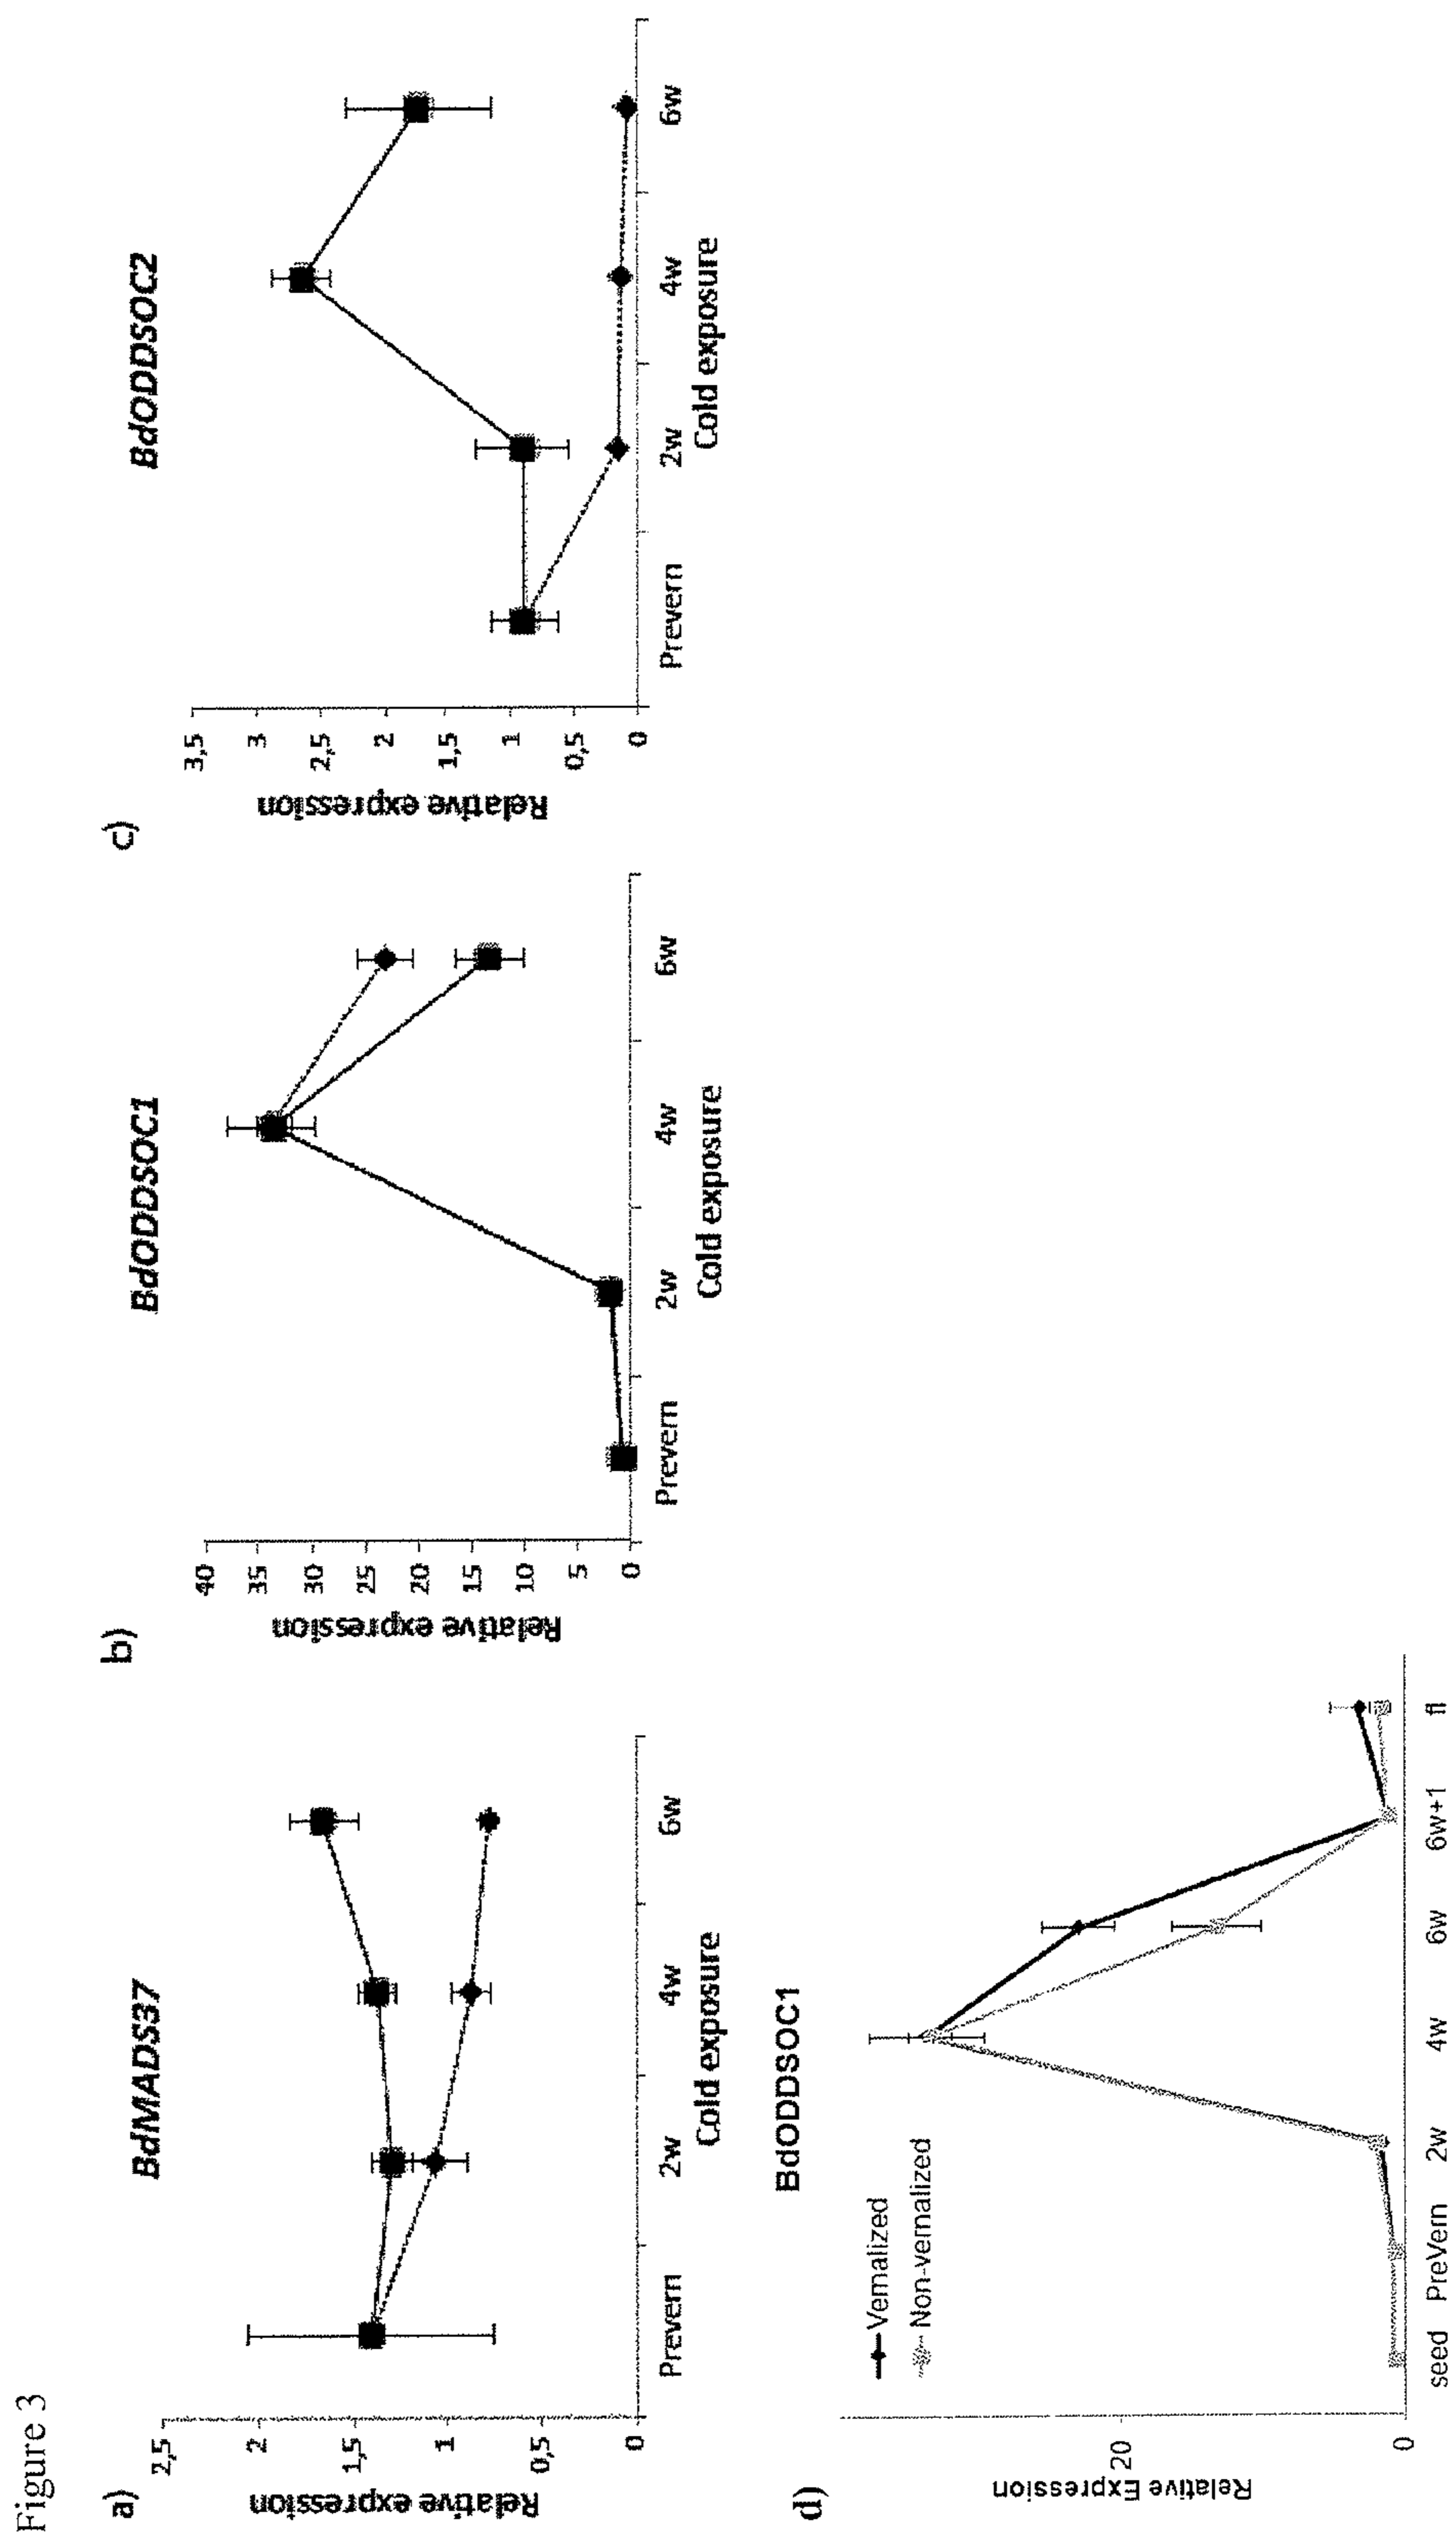 Figure 3
a)
BdMADS37
Relative expression
2,5
2
1,5
1
0,5
0
Prevern 2w 4w 6w
Cold exposure
b)
BdODDSOC1
Relative expression
40
35
30
25
20
15
10
5
0
Prevern 2w 4w 6w
Cold exposure
c)
BdODDSOC2
Relative expression
3,5
3
2,5
2
1,5
1
0,5
0
Prevern 2w 4w 6w
Cold exposure
d)
BdODDSOC1
Vernalized
Non-vernalized
Relative Expression
20
0
seed PreVern 2w 4w 6w 6w+1 fl